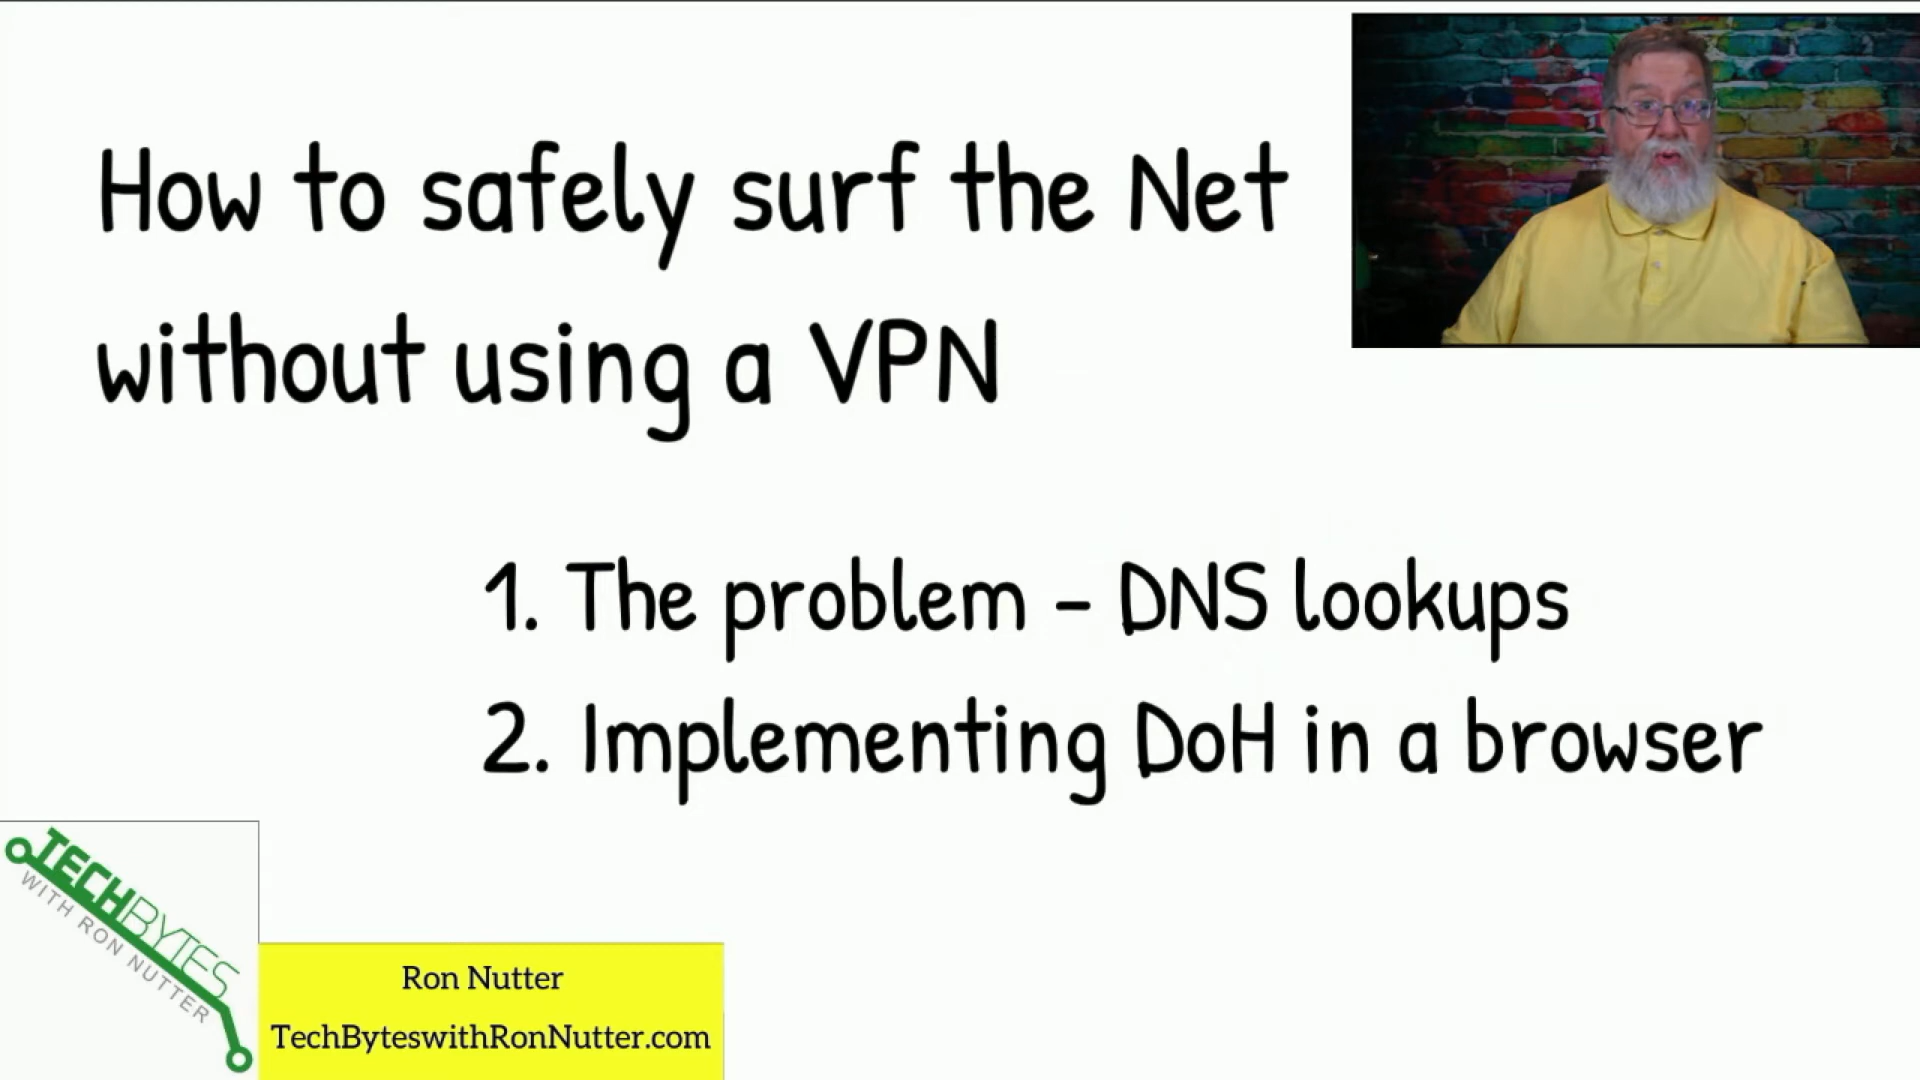 How to safely surf the Net
without using a VPN
1. The problem - DNS lookups
2. Implementing DoH in a browser
TECHBYTES
WITH RON NUTTER
Ron Nutter
TechByteswithRonNutter.com